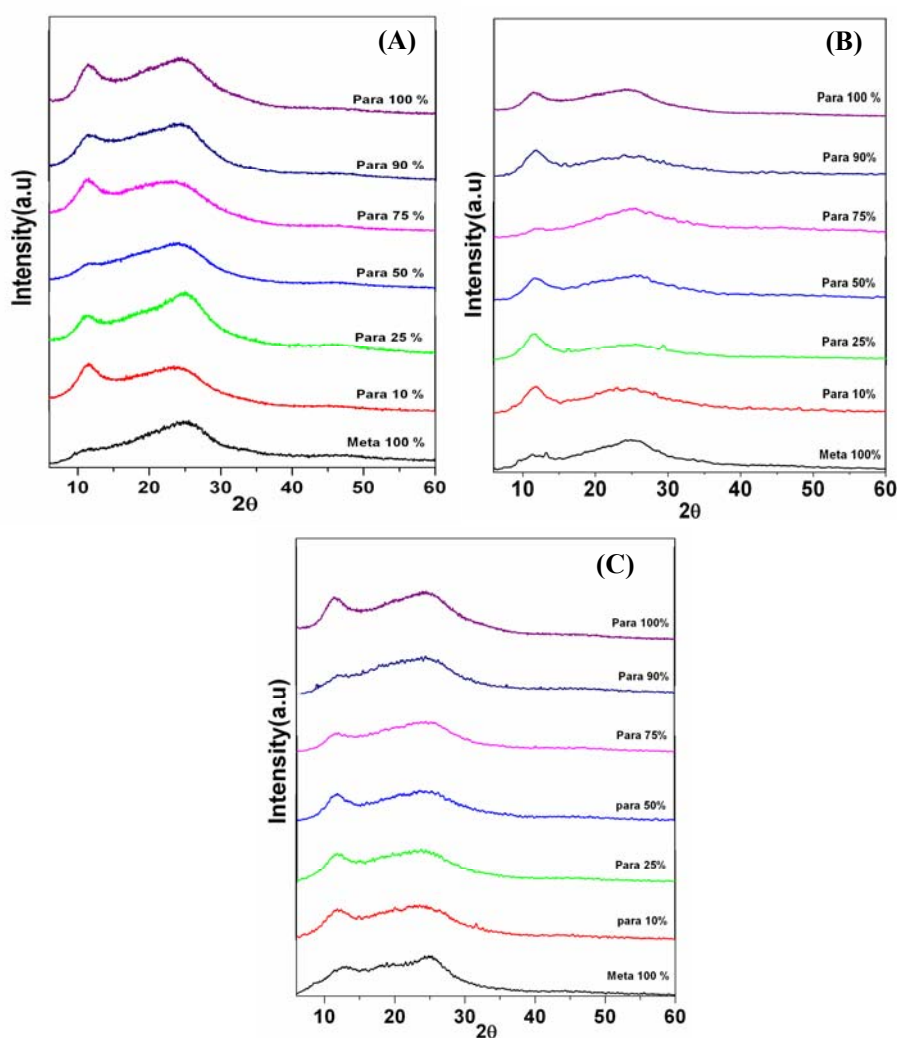 (A)
Para 100 %
Para 90 %
Para 75 %
Para 50 %
Para 25 %
Para 10 %
Meta 100 %
Intensity(a.u)
10 20 30 40 50 60
2θ
(B)
Para 100 %
Para 90%
Para 75%
Para 50%
Para 25%
Para 10%
Meta 100%
Intensity(a.u)
10 20 30 40 50 60
2θ
(C)
Para 100%
Para 90%
Para 75%
para 50%
Para 25%
para 10%
Meta 100 %
Intensity(a.u)
10 20 30 40 50 60
2θ